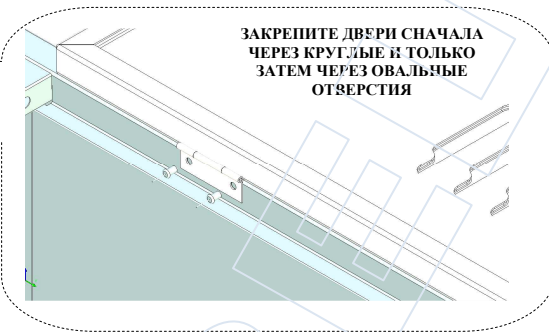 ЗАКРЕПИТЕ ДВЕРИ СНАЧАЛА
ЧЕРЕЗ КРУГЛЫЕ И ТОЛЬКО
ЗАТЕМ ЧЕРЕЗ ОВАЛЬНЫЕ
ОТВЕРСТИЯ